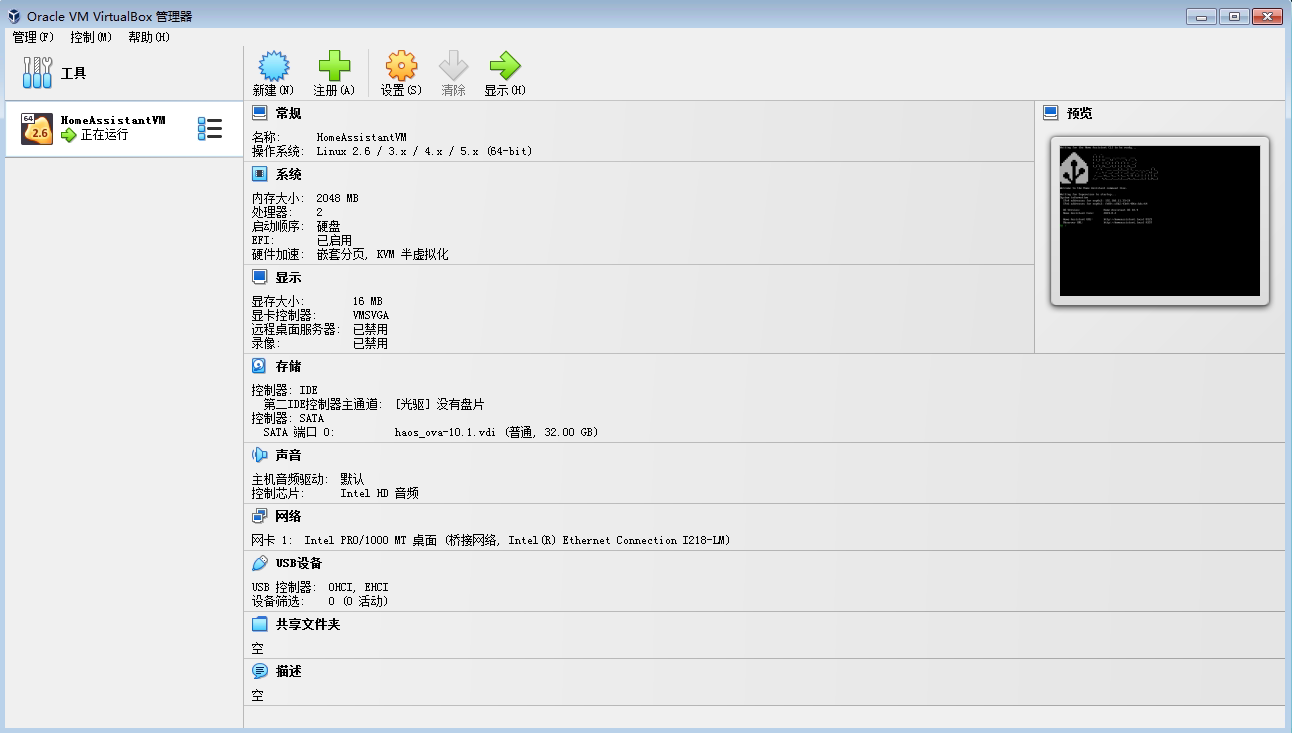 Oracle VM VirtualBox 管理器
管理(F) 控制(M) 帮助(H)
工具
新建(N) 注册(A) 设置(S) 清除 显示(H)
64
2.6
HomeAssistantVM
正在运行
常规
名称: HomeAssistantVM
操作系统: Linux 2.6 / 3.x / 4.x / 5.x (64-bit)
系统
内存大小: 2048 MB
处理器: 2
启动顺序: 硬盘
EFI: 已启用
硬件加速: 嵌套分页, KVM 半虚拟化
显示
显存大小: 16 MB
显卡控制器: VMSVGA
远程桌面服务器: 已禁用
录像: 已禁用
存储
控制器: IDE
第二IDE控制器主通道: [光驱] 没有盘片
控制器: SATA
SATA 端口 0: haos_ova-10.1.vdi (普通, 32.00 GB)
声音
主机音频驱动: 默认
控制芯片: Intel HD 音频
网络
网卡 1: Intel PRO/1000 MT 桌面 (桥接网络, Intel(R) Ethernet Connection I218-LM)
USB设备
USB 控制器: OHCI, EHCI
设备筛选: 0 (0 活动)
共享文件夹
空
描述
空
预览
Home
Assistant